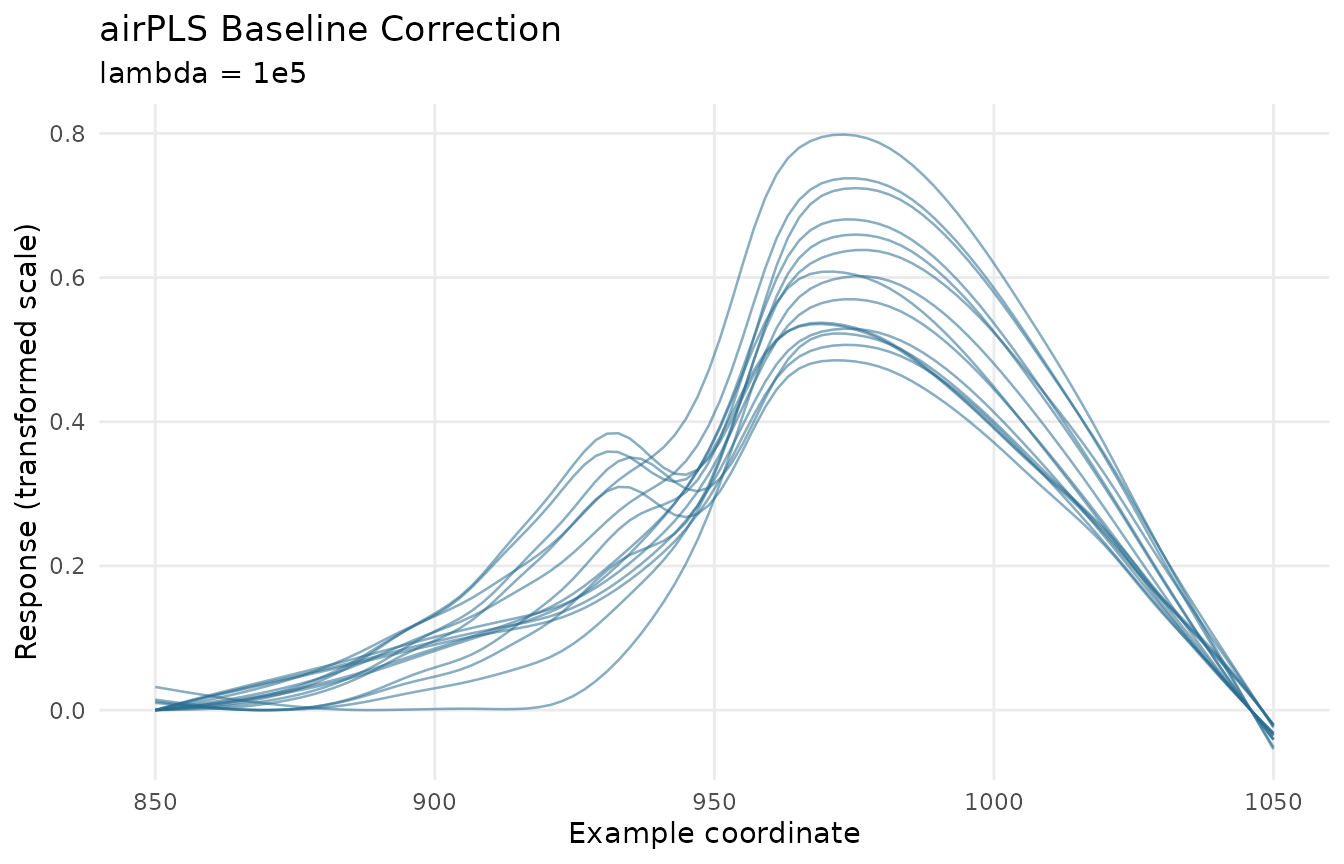 airPLS Baseline Correction
lambda = 1e5
Response (transformed scale)
0.8
0.6
0.4
0.2
0.0
850 900 950 1000 1050
Example coordinate